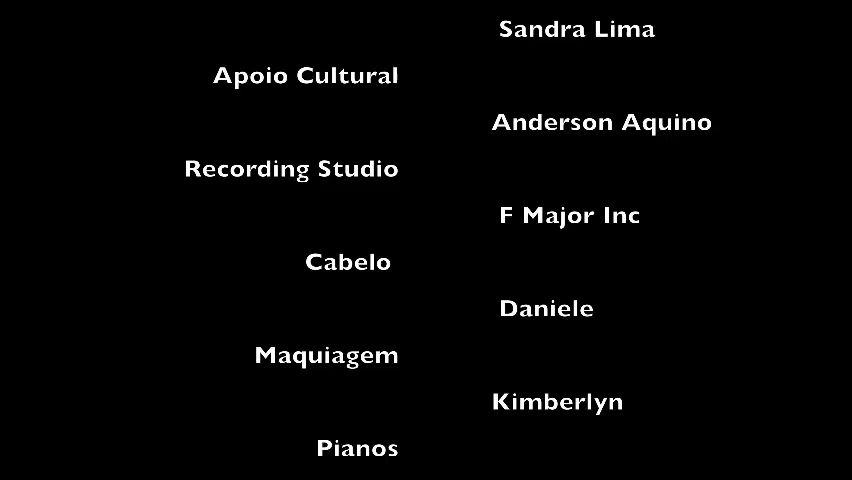 Sandra Lima
Apoio Cultural
Anderson Aquino
Recording Studio
F Major Inc
Cabelo
Daniele
Maquiagem
Kimberlyn
Pianos